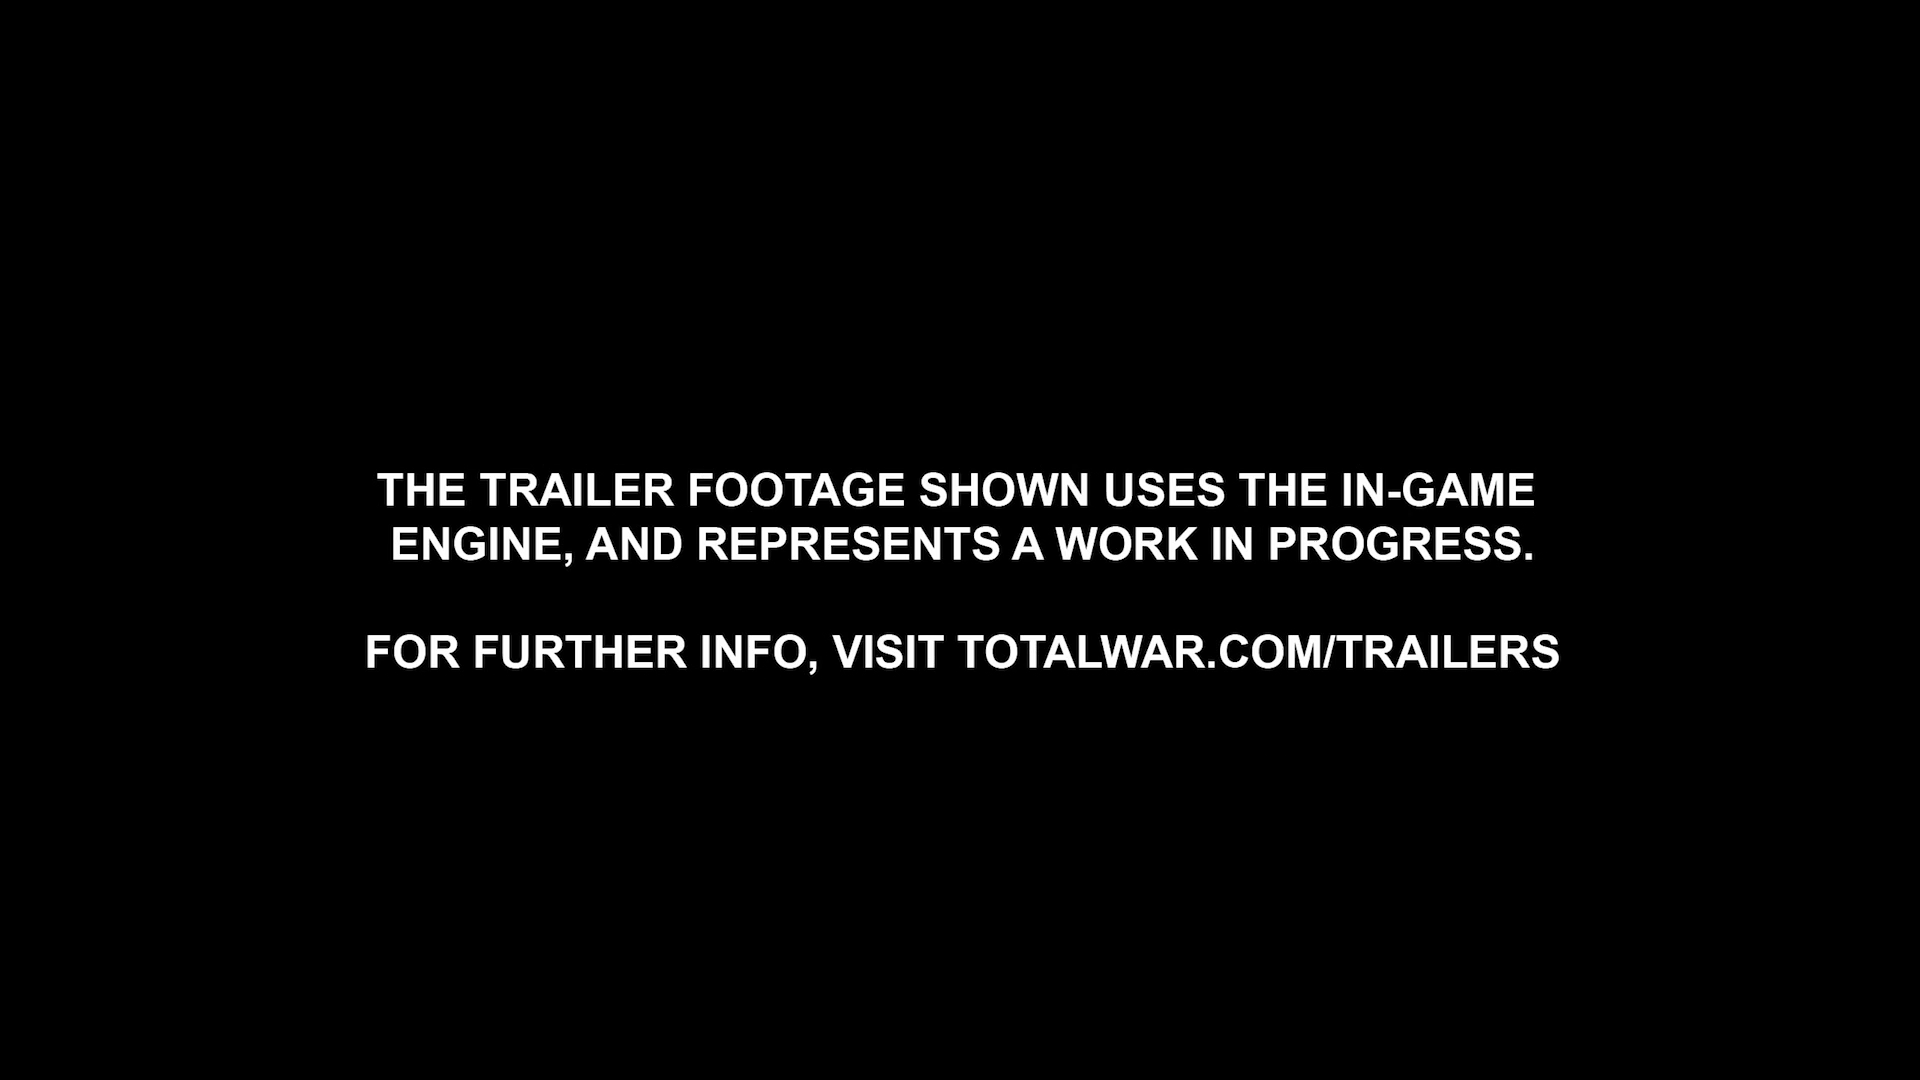 THE TRAILER FOOTAGE SHOWN USES THE IN-GAME
ENGINE, AND REPRESENTS A WORK IN PROGRESS.
FOR FURTHER INFO, VISIT TOTALWAR.COM/TRAILERS